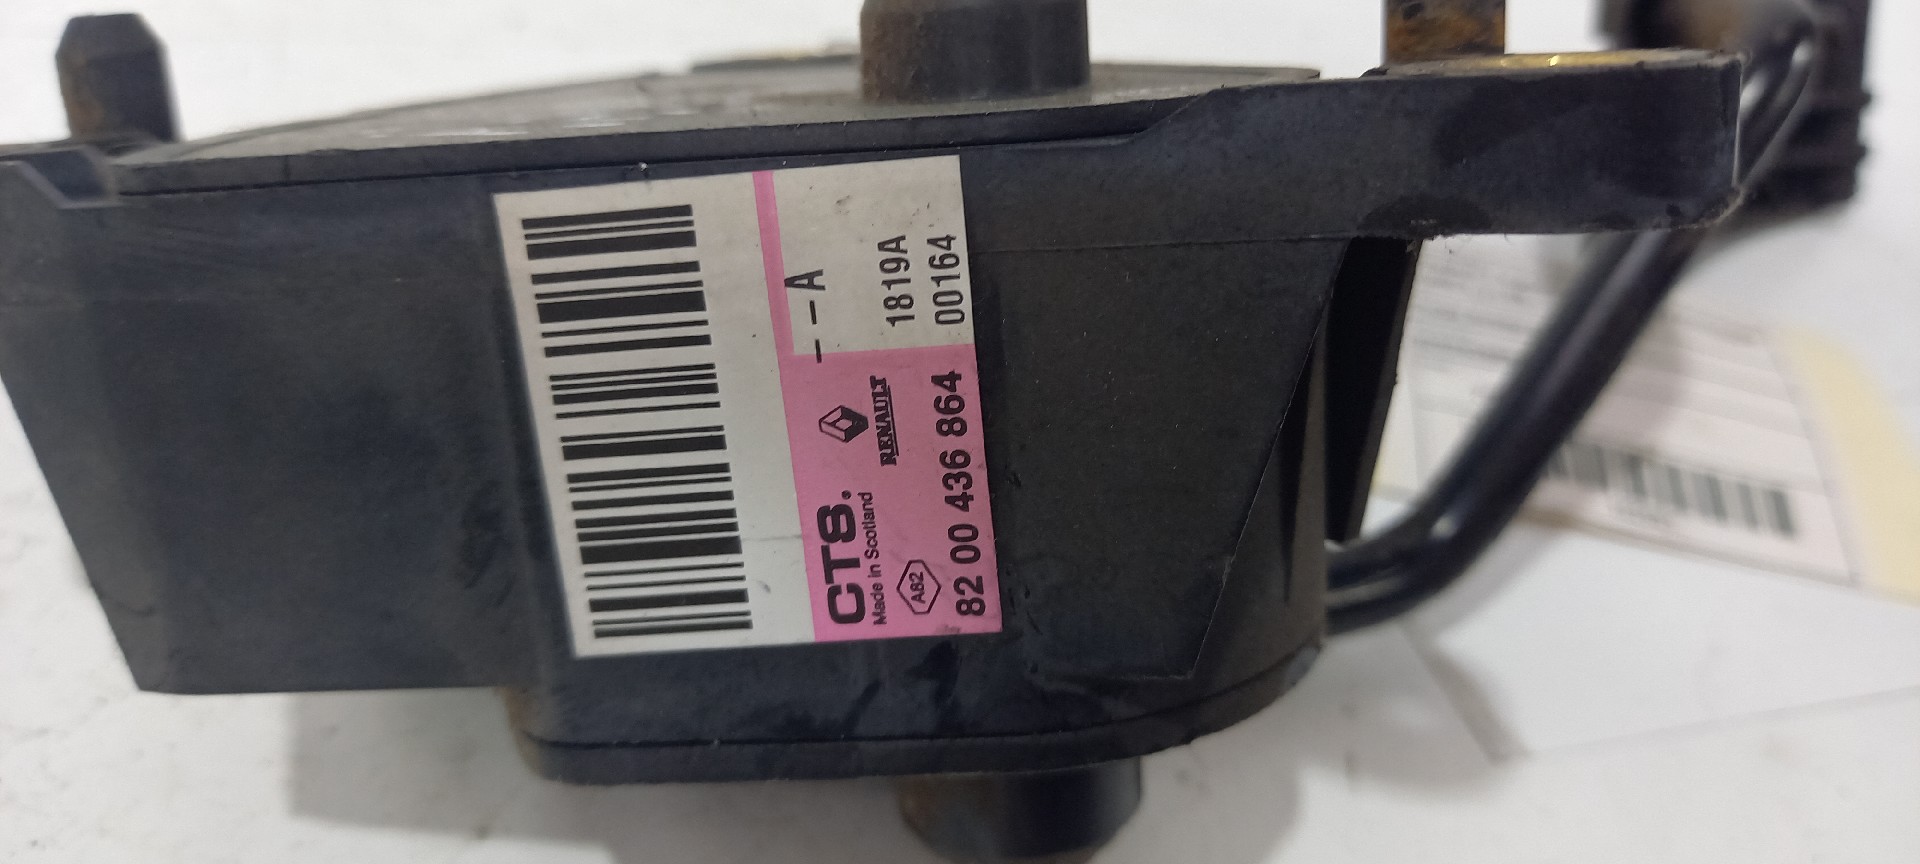 --A
1819A
00164
RENAULT
CTS.
Made in Scotland
A82
82 00 436 864